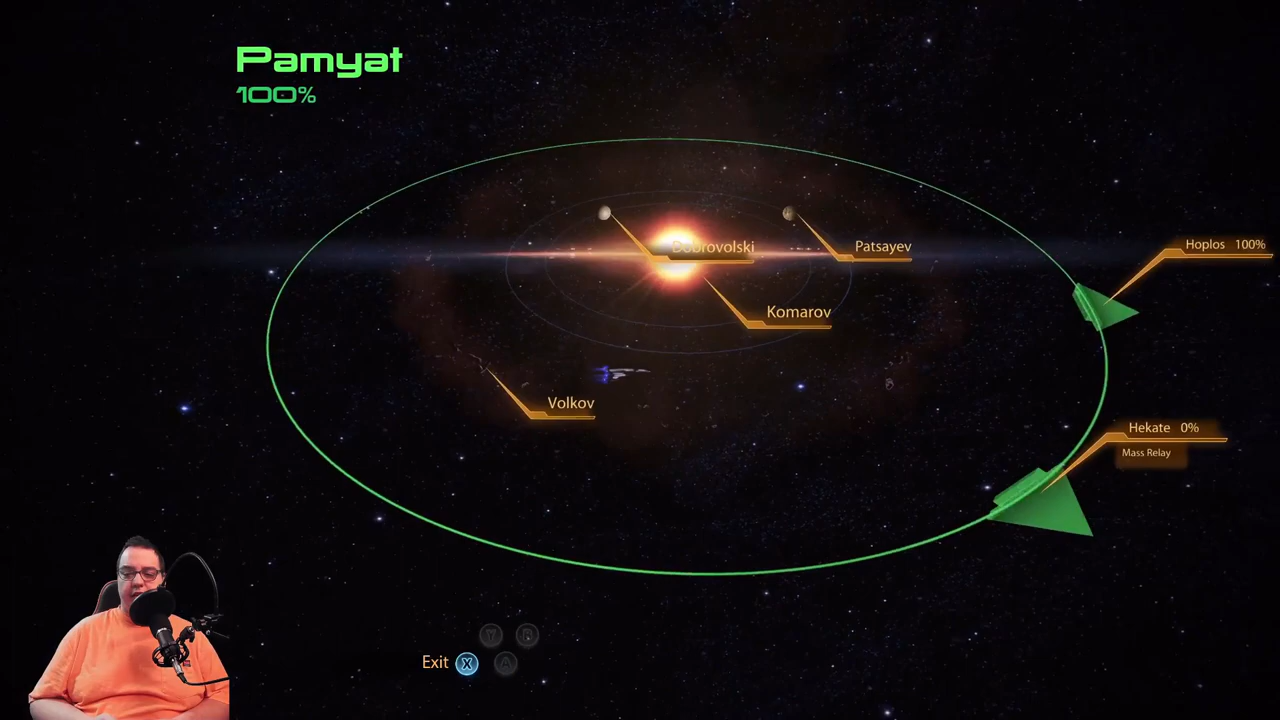 Pamyat
100%
Hoplos 100%
Dobrovolski
Patsayev
Komarov
Volkov
Hekate 0%
Mass Relay
Y
B
Exit X
A